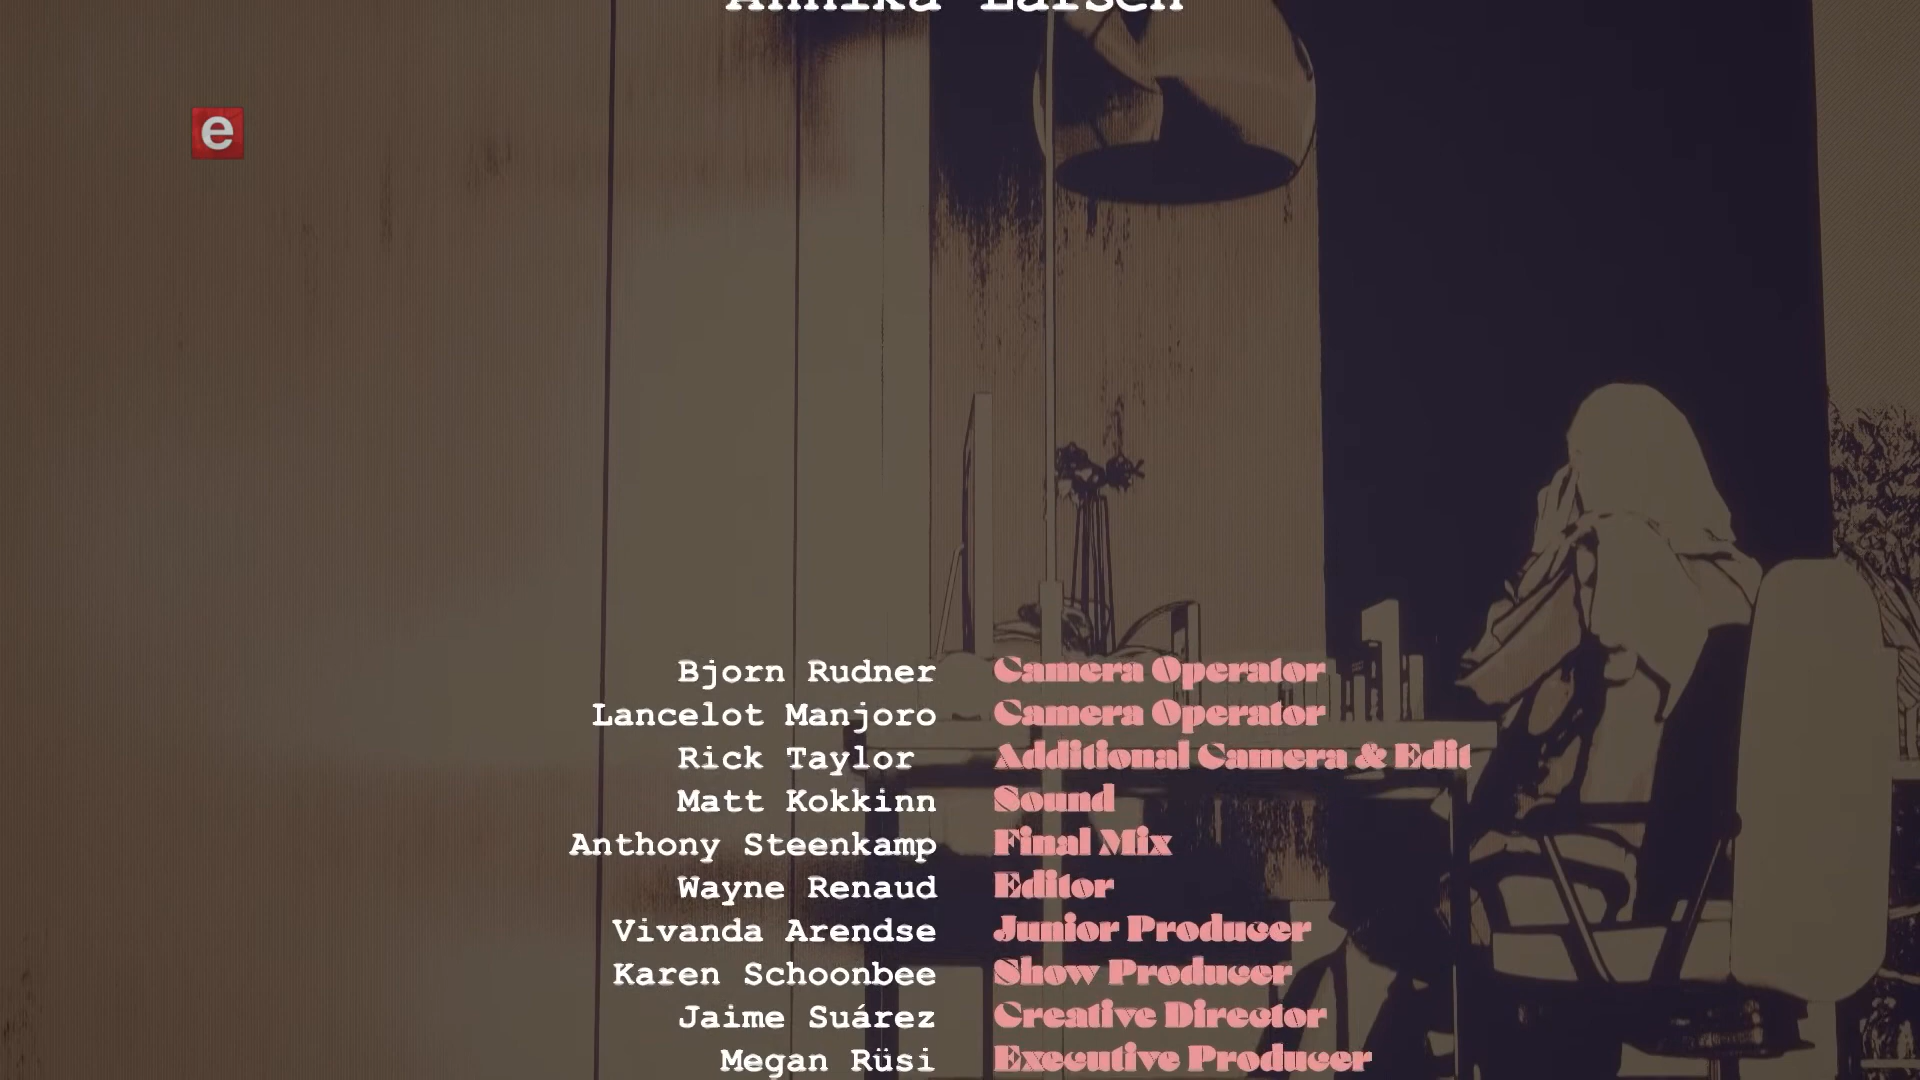 Annika Larsen
e
Bjorn Rudner Camera Operator
Lancelot Manjoro Camera Operator
Rick Taylor Additional Camera & Edit
Matt Kokkinn Sound
Anthony Steenkamp Final Mix
Wayne Renaud Editor
Vivanda Arendse Junior Producer
Karen Schoonbee Show Producer
Jaime Suárez Creative Director
Megan Rüsi Executive Producer